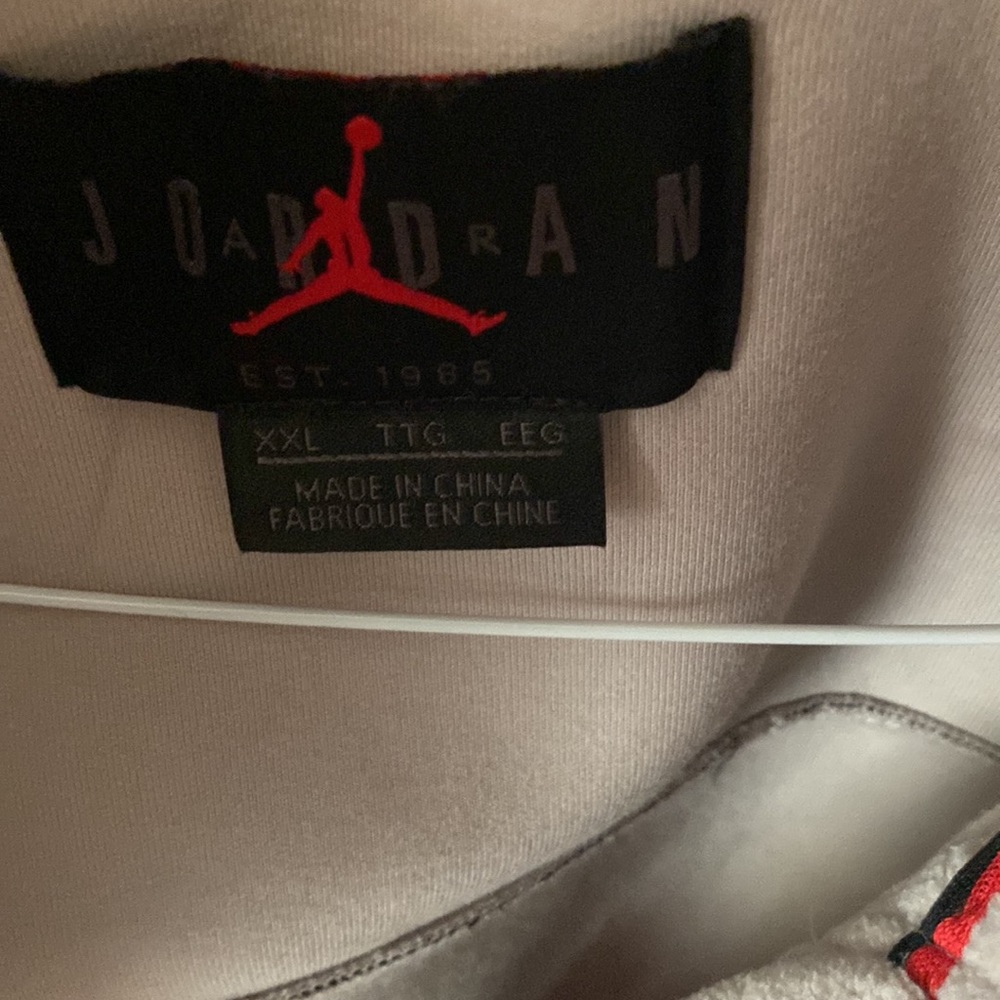 JORDAN
A R
EST. 1985
XXL TTG EEG
MADE IN CHINA
FABRIQUE EN CHINE